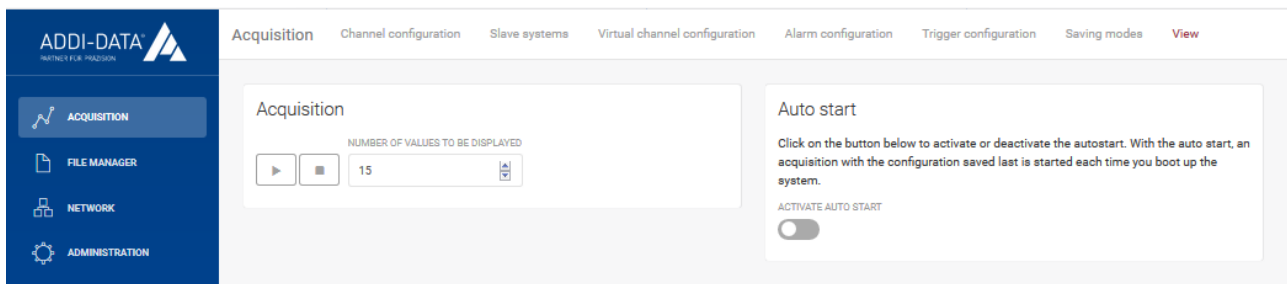 ADDI-DATA®
PARTNER FOR PRAZISION
Acquisition Channel configuration Slave systems Virtual channel configuration Alarm configuration Trigger configuration Saving modes View
ACQUISITION
FILE MANAGER
NETWORK
ADMINISTRATION
Acquisition
NUMBER OF VALUES TO BE DISPLAYED
15
Auto start
Click on the button below to activate or deactivate the autostart. With the auto start, an
acquisition with the configuration saved last is started each time you boot up the
system.
ACTIVATE AUTO START